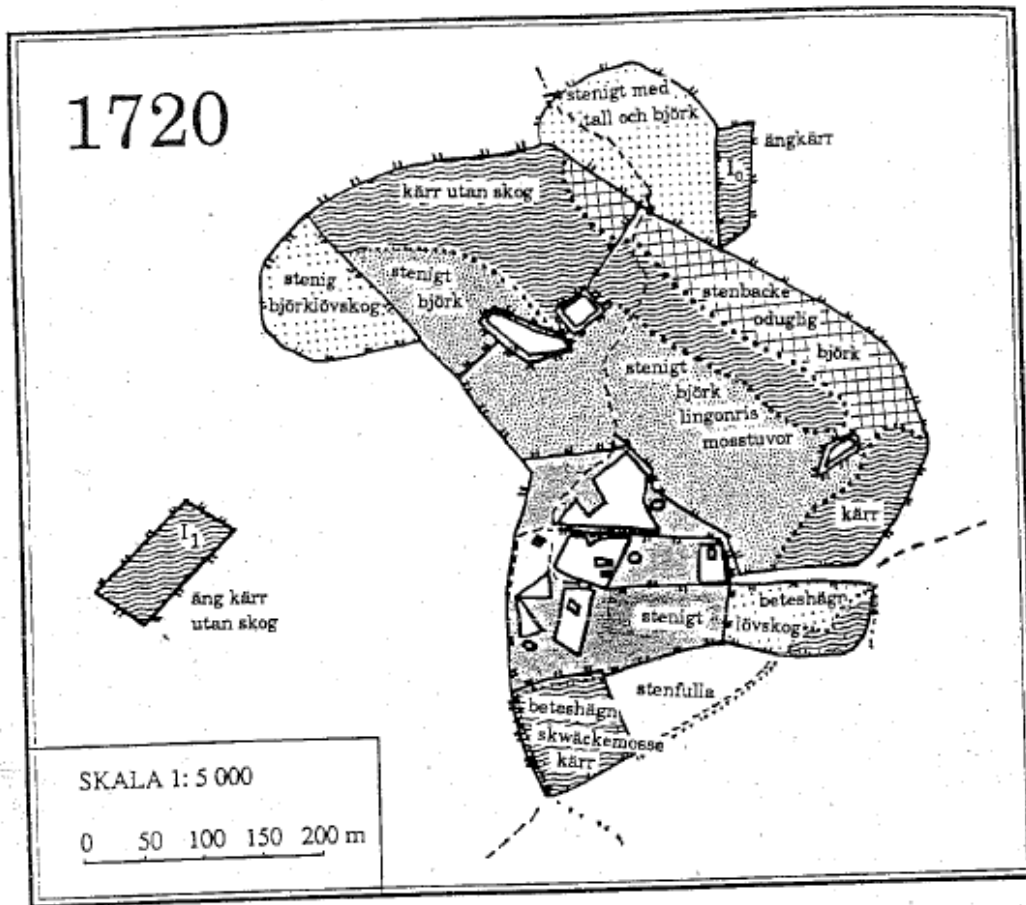 1720
stenigt med
tall och björk
ängkärr
I₀
kärr utan skog
stenig
björklövskog
stenigt
björk
stenbacke
oduglig
björk
stenigt
björk
lingonris
mosstuvor
kärr
I₁
äng kärr
utan skog
beteshägn
lövskog
stenigt
stenfulla
beteshägn
skwäckemosse
kärr
SKALA 1: 5 000
0 50 100 150 200 m